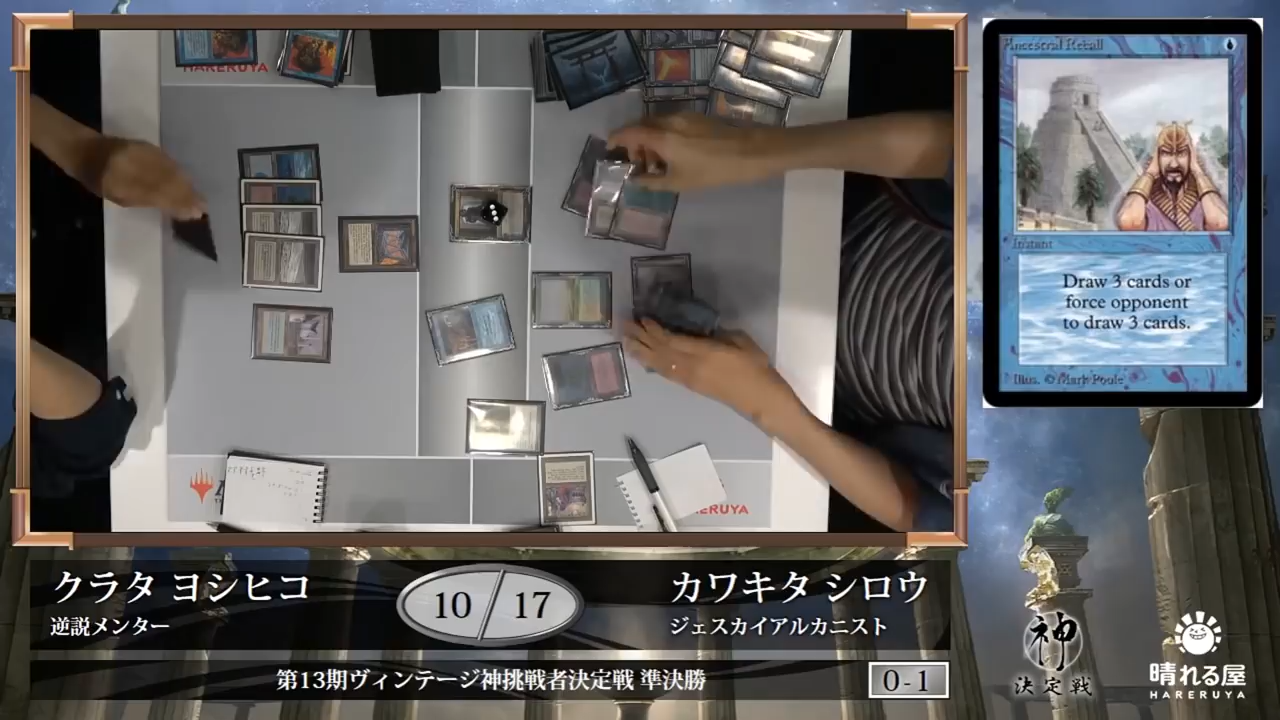 HARERUYA
ERUYA
Ancestral Recall
Instant
Draw 3 cards or
force opponent
to draw 3 cards.
Illus. © Mark Poole
クラタ ヨシヒコ
逆説メンター
10 / 17
カワキタ シロウ
ジェスカイアルカニスト
第13期ヴィンテージ神挑戦者決定戦 準決勝
0-1
神
決定戦
晴れる屋
HARERUYA